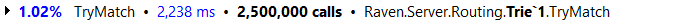 1.02% TryMatch • 2,238 ms • 2,500,000 calls • Raven.Server.Routing.Trie`1.TryMatch